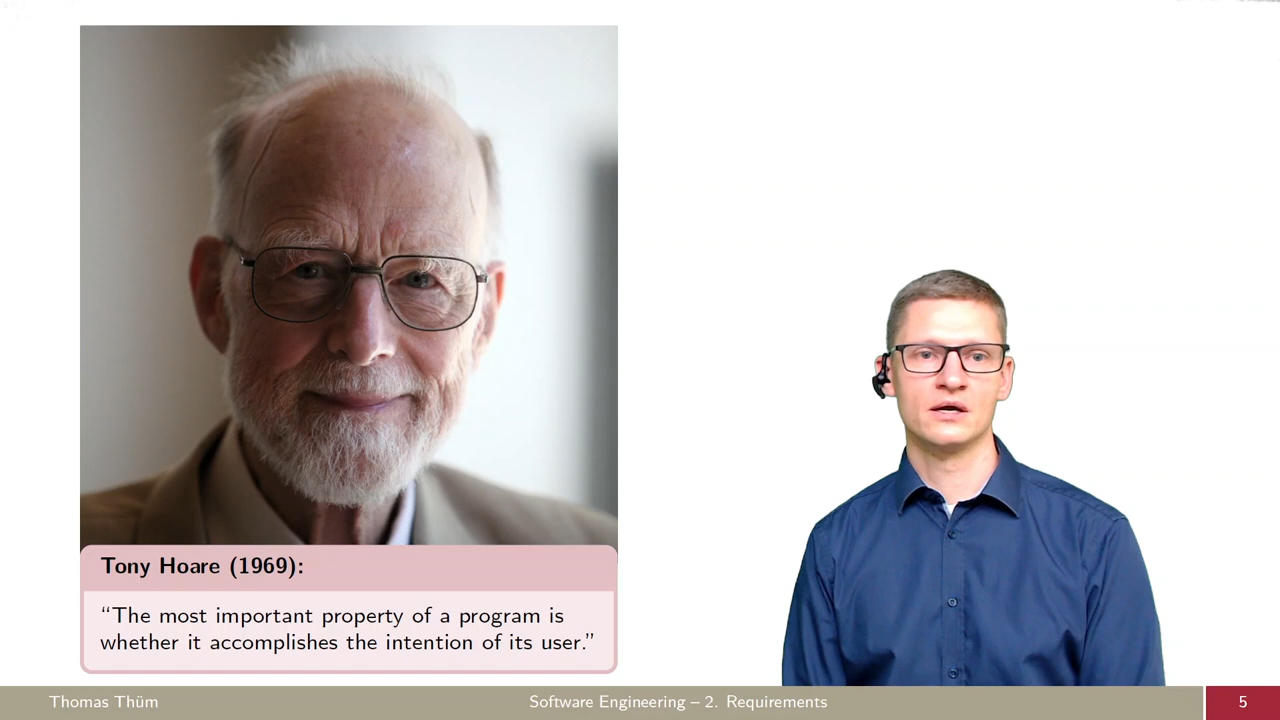 Tony Hoare (1969):
“The most important property of a program is
whether it accomplishes the intention of its user.”
Thomas Thüm
Software Engineering – 2. Requirements
5